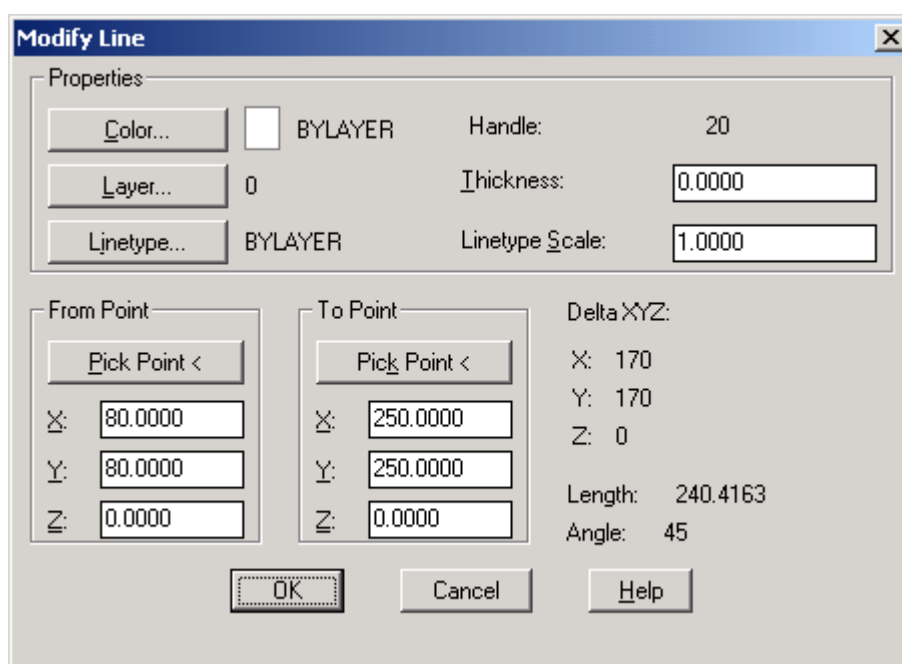 Modify Line
Properties
Color... BYLAYER Handle: 20
Layer... 0 Thickness: 0.0000
Linetype... BYLAYER Linetype Scale: 1.0000
From Point To Point Delta XYZ:
Pick Point < Pick Point < X: 170
X: 80.0000 X: 250.0000 Y: 170
Y: 80.0000 Y: 250.0000 Z: 0
Z: 0.0000 Z: 0.0000 Length: 240.4163
Angle: 45
OK Cancel Help